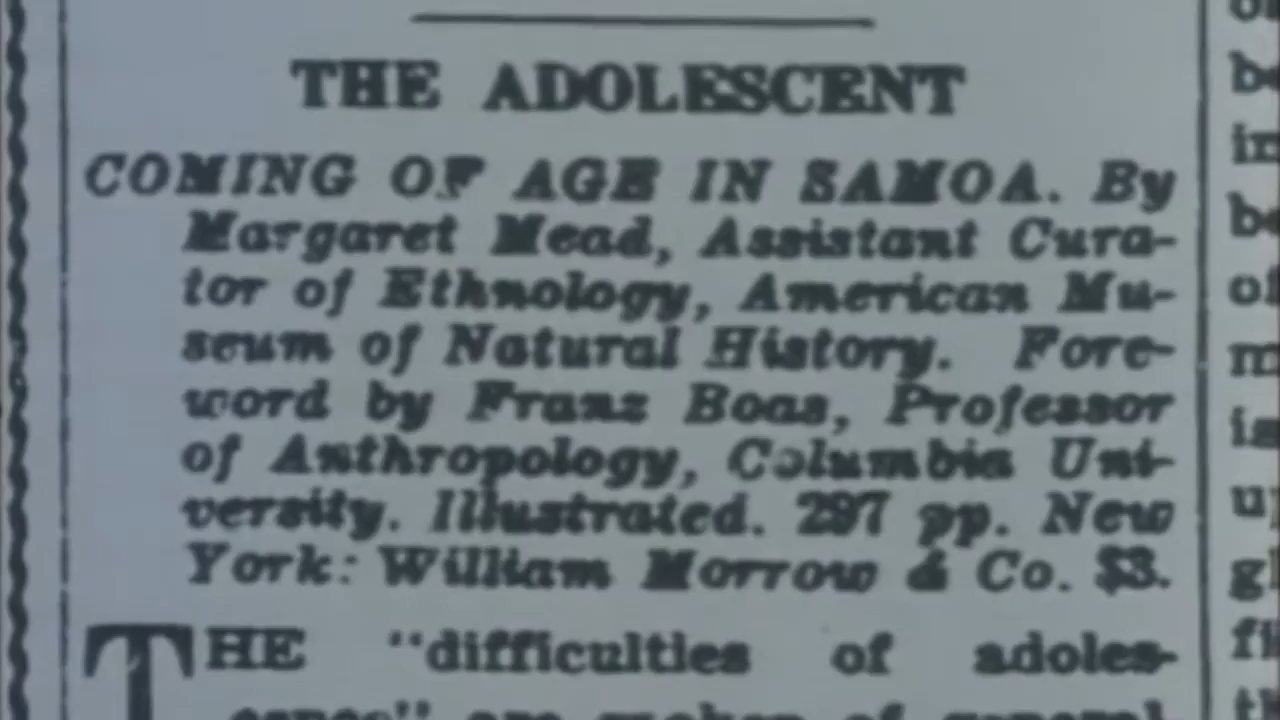 THE ADOLESCENT
COMING OF AGE IN SAMOA. By
Margaret Mead, Assistant Cura-
tor of Ethnology, American Mu-
seum of Natural History. Fore-
word by Franz Boas, Professor
of Anthropology, Columbia Uni-
versity. Illustrated. 297 pp. New
York: William Morrow & Co. $3.
THE "difficulties of adoles-